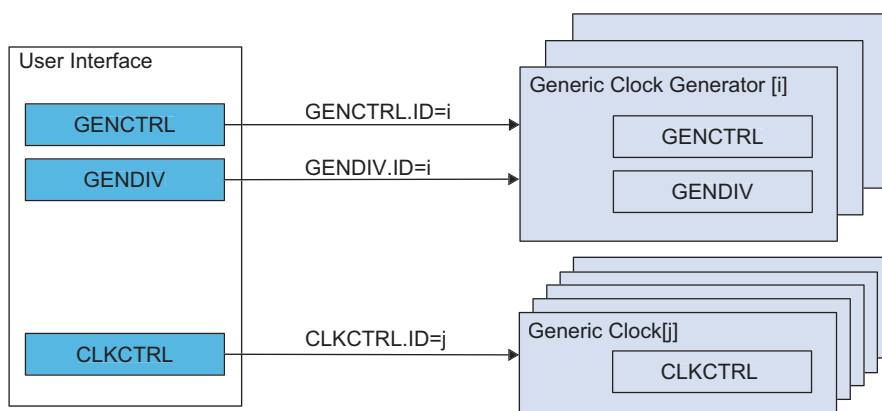 User Interface
GENCTRL
GENDIV
CLKCTRL
GENCTRL.ID=i
GENDIV.ID=i
CLKCTRL.ID=j
Generic Clock Generator [i]
GENCTRL
GENDIV
Generic Clock[j]
CLKCTRL